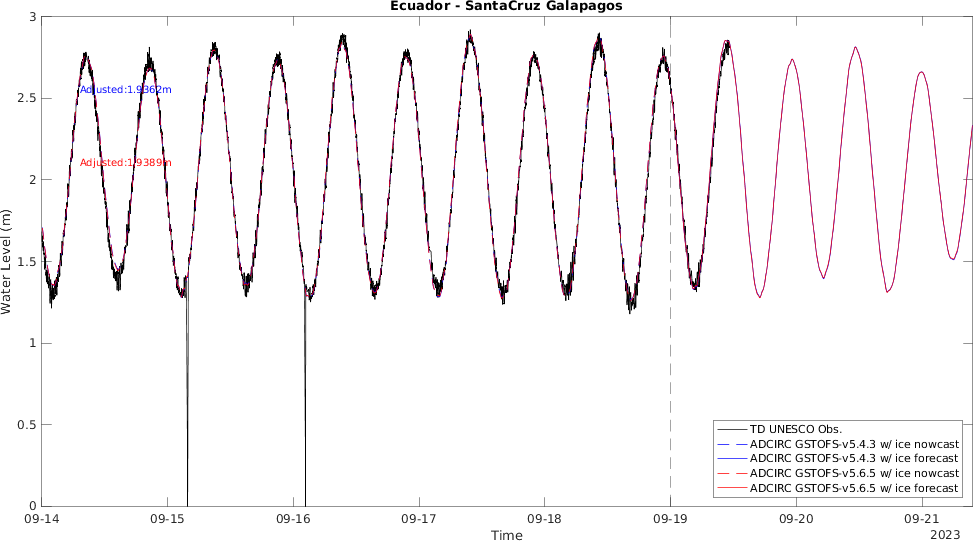 Ecuador - SantaCruz Galapagos
3
2.5
2
1.5
1
0.5
0
Water Level (m)
Adjusted:1.9362m
Adjusted:1.9389m
TD UNESCO Obs.
ADCIRC GSTOFS-v5.4.3 w/ ice nowcast
ADCIRC GSTOFS-v5.4.3 w/ ice forecast
ADCIRC GSTOFS-v5.6.5 w/ ice nowcast
ADCIRC GSTOFS-v5.6.5 w/ ice forecast
09-14 09-15 09-16 09-17 09-18 09-19 09-20 09-21
Time
2023